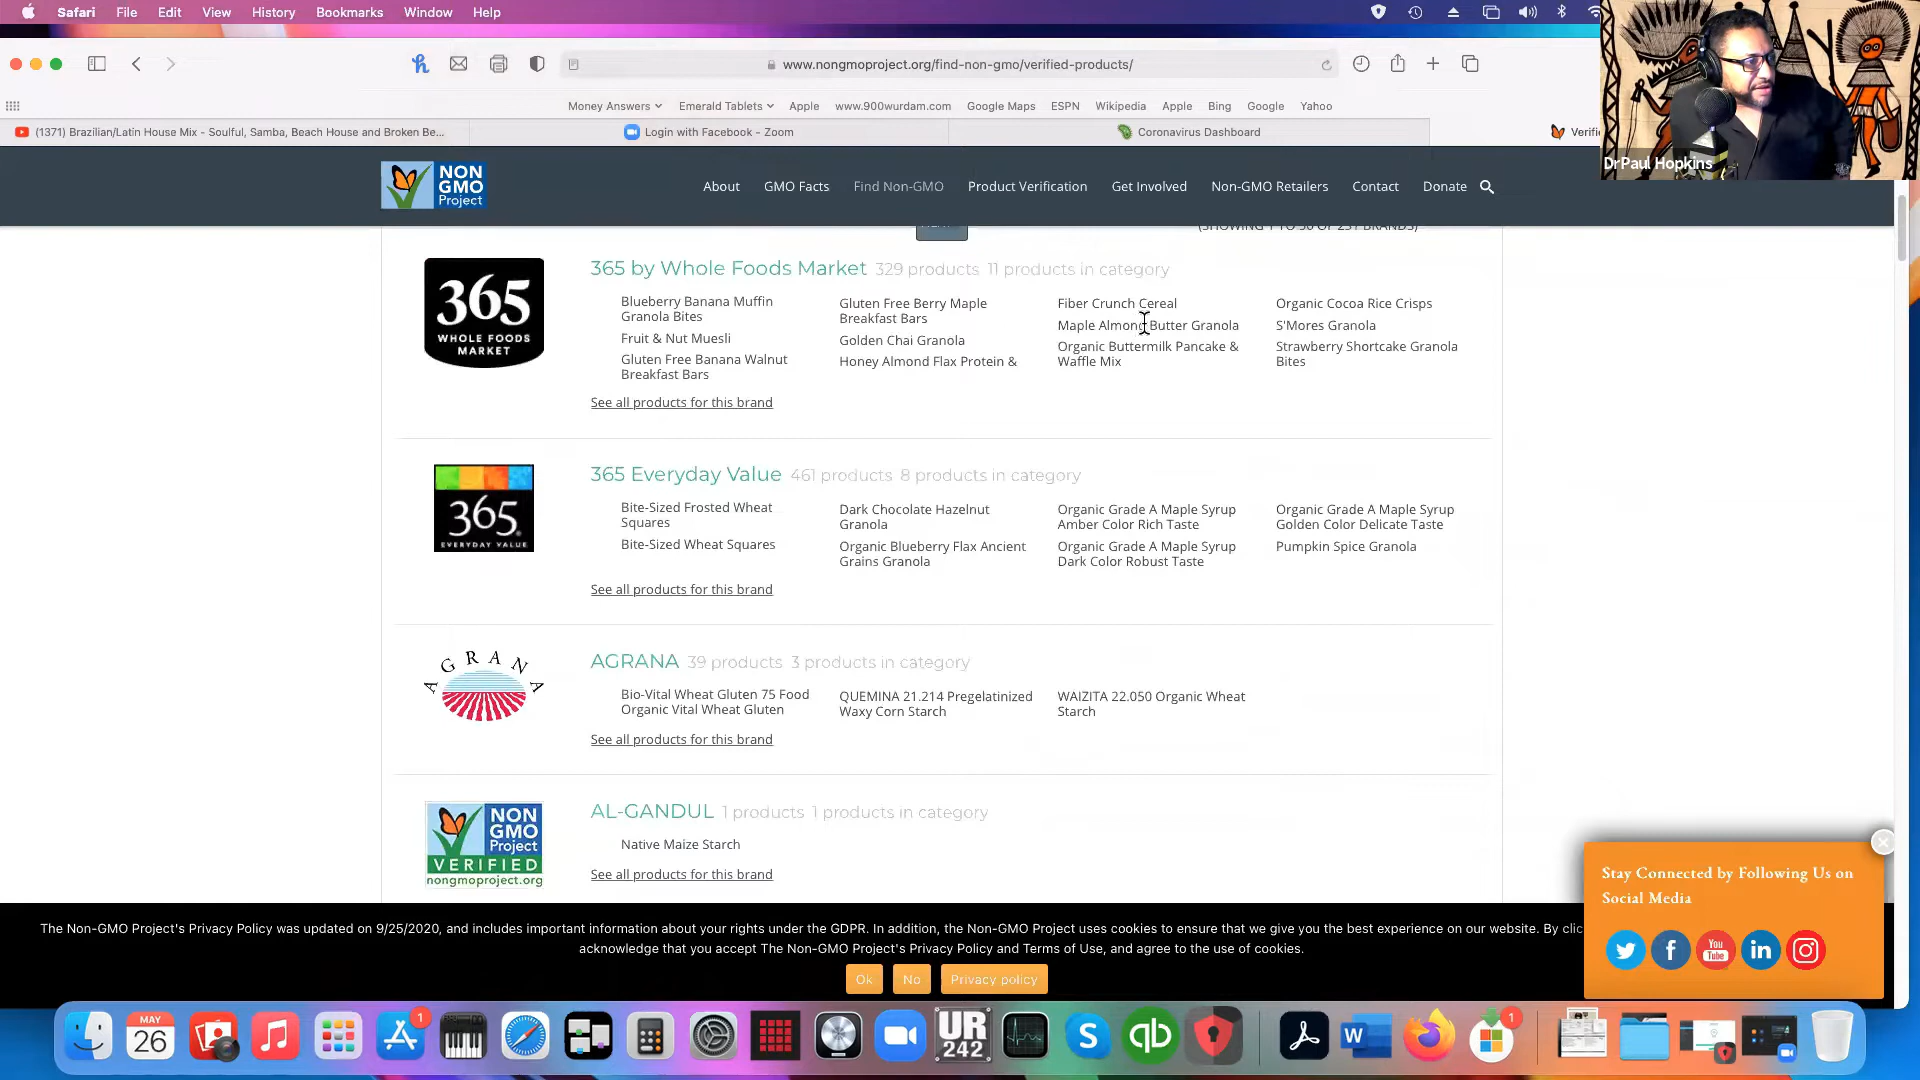 Safari File Edit View History Bookmarks Window Help
www.nongmoproject.org/find-non-gmo/verified-products/
Money Answers Emerald Tablets Apple www.900wurdam.com Google Maps ESPN Wikipedia Apple Bing Google Yahoo
(1371) Brazilian/Latin House Mix - Soulful, Samba, Beach House and Broken Be... Login with Facebook - Zoom Coronavirus Dashboard Verifi
DrPaul Hopkins
NON GMO Project
About GMO Facts Find Non-GMO Product Verification Get Involved Non-GMO Retailers Contact Donate
365 by Whole Foods Market 329 products 11 products in category
365
WHOLE FOODS
MARKET
Blueberry Banana Muffin
Granola Bites
Fruit & Nut Muesli
Gluten Free Banana Walnut
Breakfast Bars
Gluten Free Berry Maple
Breakfast Bars
Golden Chai Granola
Honey Almond Flax Protein &
Fiber Crunch Cereal
Maple Almond Butter Granola
Organic Buttermilk Pancake &
Waffle Mix
Organic Cocoa Rice Crisps
S'Mores Granola
Strawberry Shortcake Granola
Bites
See all products for this brand
365 Everyday Value 461 products 8 products in category
365
EVERYDAY VALUE
Bite-Sized Frosted Wheat
Squares
Bite-Sized Wheat Squares
Dark Chocolate Hazelnut
Granola
Organic Blueberry Flax Ancient
Grains Granola
Organic Grade A Maple Syrup
Amber Color Rich Taste
Organic Grade A Maple Syrup
Dark Color Robust Taste
Organic Grade A Maple Syrup
Golden Color Delicate Taste
Pumpkin Spice Granola
See all products for this brand
AGRANA 39 products 3 products in category
AGRANA
Bio-Vital Wheat Gluten 75 Food
Organic Vital Wheat Gluten
QUEMINA 21.214 Pregelatinized
Waxy Corn Starch
WAIZITA 22.050 Organic Wheat
Starch
See all products for this brand
AL-GANDUL 1 products 1 products in category
NON
GMO
Project
VERIFIED
nongmoproject.org
Native Maize Starch
See all products for this brand
Stay Connected by Following Us on
Social Media
You Tube
in
The Non-GMO Project's Privacy Policy was updated on 9/25/2020, and includes important information about your rights under the GDPR. In addition, the Non-GMO Project uses cookies to ensure that we give you the best experience on our website. By clic
acknowledge that you accept The Non-GMO Project's Privacy Policy and Terms of Use, and agree to the use of cookies.
Ok No Privacy policy
MAY
26
1
UR
242
S
qb
W
1